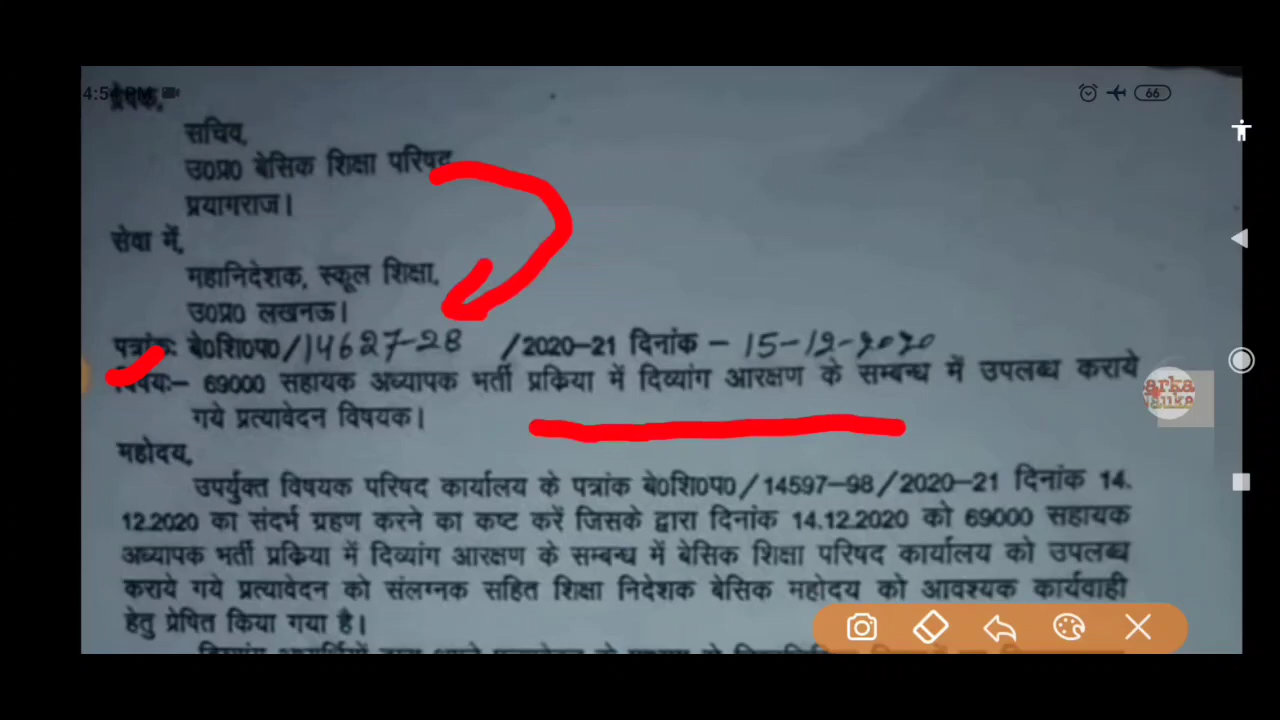 4:54 PM
66
प्रेषक,
सचिव,
उ0प्र0 बेसिक शिक्षा परिषद
प्रयागराज।
सेवा में,
महानिदेशक, स्कूल शिक्षा,
उ0प्र0 लखनऊ।
पत्रांक: बे0शि0प0/14627-28 /2020-21 दिनांक - 15-12-2020
विषयः- 69000 सहायक अध्यापक भर्ती प्रक्रिया में दिव्यांग आरक्षण के सम्बन्ध में उपलब्ध कराये
गये प्रत्यावेदन विषयक।
महोदय,
उपर्युक्त विषयक परिषद कार्यालय के पत्रांक बे0शि0प0/14597-98/2020-21 दिनांक 14.
12.2020 का संदर्भ ग्रहण करने का कष्ट करें जिसके द्वारा दिनांक 14.12.2020 को 69000 सहायक
अध्यापक भर्ती प्रक्रिया में दिव्यांग आरक्षण के सम्बन्ध में बेसिक शिक्षा परिषद कार्यालय को उपलब्ध
कराये गये प्रत्यावेदन को संलग्नक सहित शिक्षा निदेशक बेसिक महोदय को आवश्यक कार्यवाही
हेतु प्रेषित किया गया है।